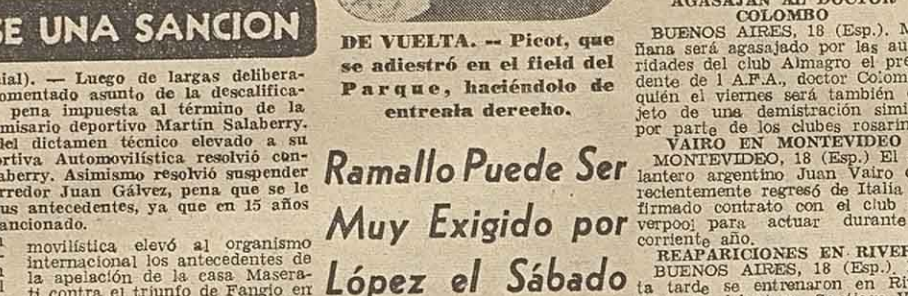 SE UNA SANCION
ial). — Luego de largas delibera-
omentado asunto de la descalifica-
pena impuesta al término de la
misario deportivo Martín Salaberry.
del dictamen técnico elevado a su
ortiva Automovilística resolvió con-
aberry. Asimismo resolvió suspender
rredor Juan Gálvez, pena que se le
us antecedentes, ya que en 15 años
ancionado.
movilística elevó al organismo
internacional los antecedentes de
la apelación de la casa Masera-
ti contra el triunfo de Fangio en
DE VUELTA. — Picot, que
se adiestró en el field del
Parque, haciéndolo de
entreala derecho.
Ramallo Puede Ser
Muy Exigido por
López el Sábado
AGASAJAN AL DOCTOR
COLOMBO
BUENOS AIRES, 18 (Esp.). M
ñana será agasajado por las au
ridades del club Almagro el pre
dente de l A.F.A., doctor Colom
quién el viernes será también
jeto de una demistración simi
por parte de los clubes rosarin
VAIRO EN MONTEVIDEO
MONTEVIDEO, 18 (Esp.) El
lantero argentino Juan Vairo
recientemente regresó de Italia
firmado contrato con el club
verpool para actuar durante
corriente año.
REAPARICIONES EN RIVER
BUENOS AIRES, 18 (Esp.)
ta tarde se entrenaron en Ri